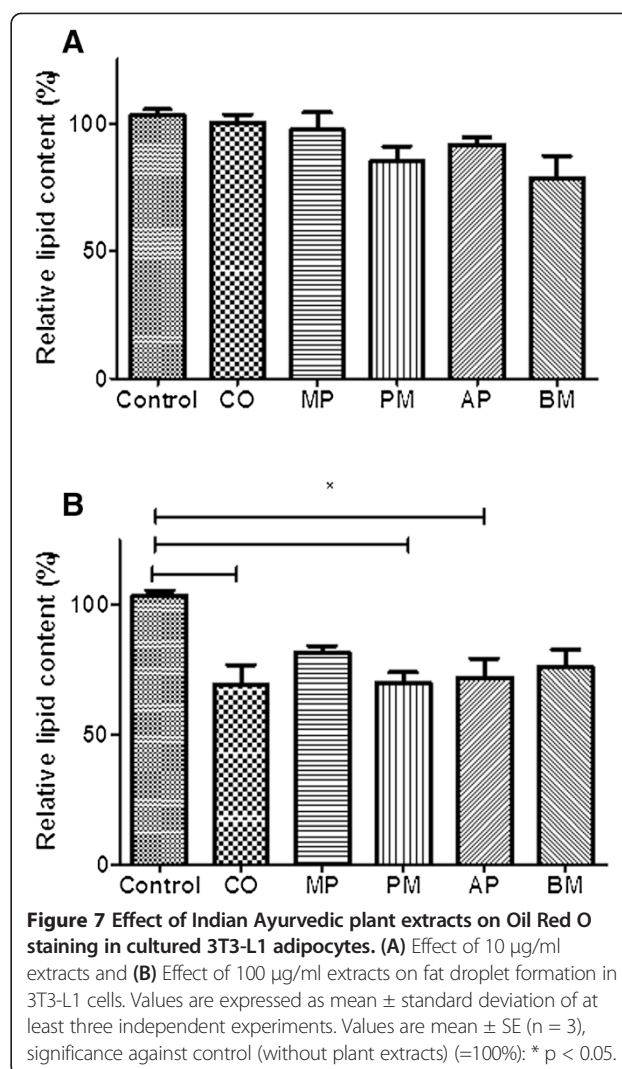 A
Relative lipid content (%)
100
50
0
Control CO MP PM AP BM
B
*
Relative lipid content (%)
100
50
0
Control CO MP PM AP BM
Figure 7 Effect of Indian Ayurvedic plant extracts on Oil Red O
staining in cultured 3T3-L1 adipocytes. (A) Effect of 10 μg/ml
extracts and (B) Effect of 100 μg/ml extracts on fat droplet formation in
3T3-L1 cells. Values are expressed as mean ± standard deviation of at
least three independent experiments. Values are mean ± SE (n = 3),
significance against control (without plant extracts) (=100%): * p < 0.05.